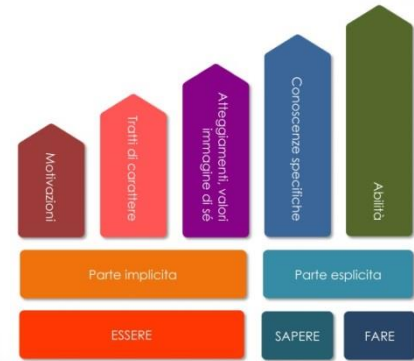 Motivazioni
Tratti di carattere
Atteggiamenti, valori
immagine di sé
Conoscenze specifiche
Abilità
Parte implicita
Parte esplicita
ESSERE
SAPERE
FARE